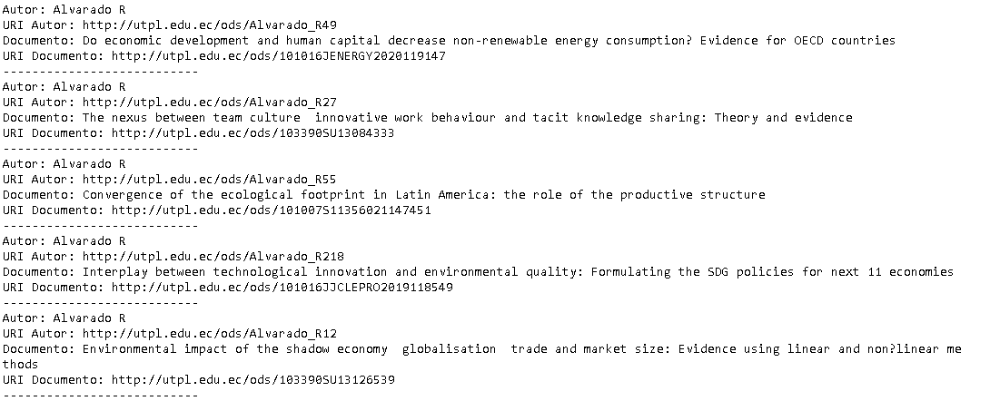 Autor: Alvarado R
URI Autor: http://utpl.edu.ec/ods/Alvarado_R49
Documento: Do economic development and human capital decrease non-renewable energy consumption? Evidence for OECD countries
URI Documento: http://utpl.edu.ec/ods/101016JENERGY2020119147
---------------------------
Autor: Alvarado R
URI Autor: http://utpl.edu.ec/ods/Alvarado_R27
Documento: The nexus between team culture  innovative work behaviour and tacit knowledge sharing: Theory and evidence
URI Documento: http://utpl.edu.ec/ods/103390SU13084333
---------------------------
Autor: Alvarado R
URI Autor: http://utpl.edu.ec/ods/Alvarado_R55
Documento: Convergence of the ecological footprint in Latin America: the role of the productive structure
URI Documento: http://utpl.edu.ec/ods/101007S11356021147451
---------------------------
Autor: Alvarado R
URI Autor: http://utpl.edu.ec/ods/Alvarado_R218
Documento: Interplay between technological innovation and environmental quality: Formulating the SDG policies for next 11 economies
URI Documento: http://utpl.edu.ec/ods/101016JJCLEPRO2019118549
---------------------------
Autor: Alvarado R
URI Autor: http://utpl.edu.ec/ods/Alvarado_R12
Documento: Environmental impact of the shadow economy  globalisation  trade and market size: Evidence using linear and non?linear me
thods
URI Documento: http://utpl.edu.ec/ods/103390SU13126539
---------------------------